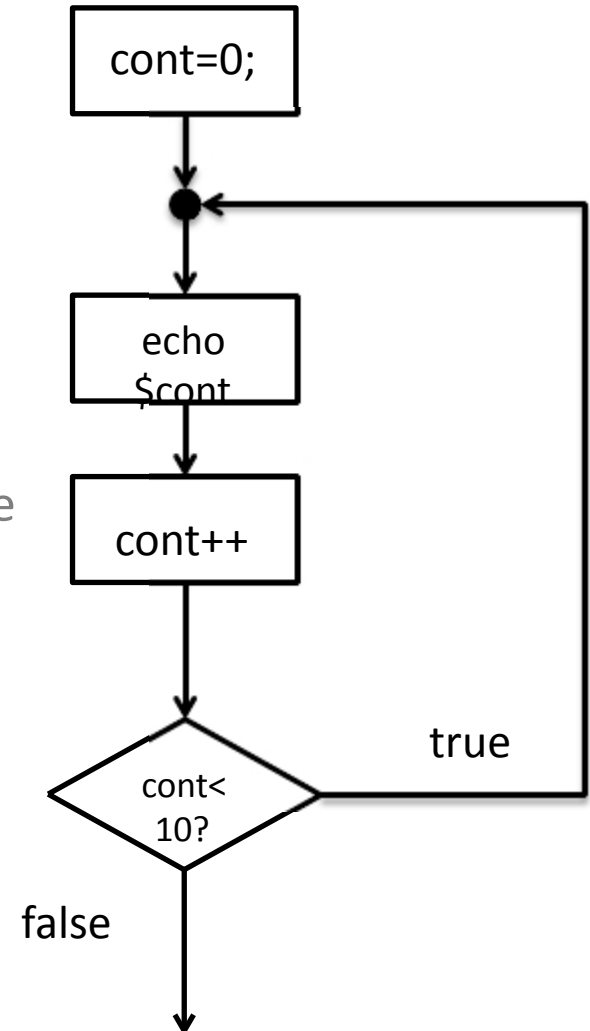 cont=0;
echo
$cont
e
cont++
true
cont<
10?
false